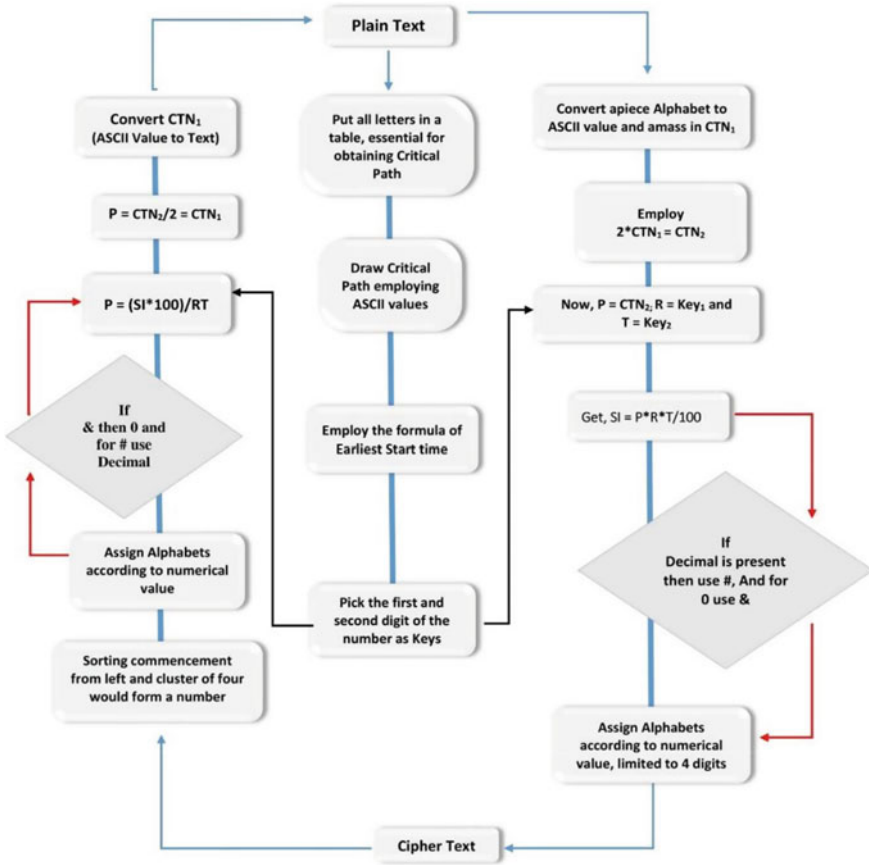 Plain Text
Convert CTN₁
(ASCII Value to Text)
P = CTN₂/2 = CTN₁
P = (SI*100)/RT
If
& then 0 and
for # use
Decimal
Assign Alphabets
according to numerical
value
Sorting commencement
from left and cluster of four
would form a number
Put all letters in a
table, essential for
obtaining Critical
Path
Draw Critical
Path employing
ASCII values
Employ the formula of
Earliest Start time
Pick the first and
second digit of the
number as Keys
Convert apiece Alphabet to
ASCII value and amass in CTN₁
Employ
2*CTN₁ = CTN₂
Now, P = CTN₂; R = Key₁ and
T = Key₂
Get, SI = P*R*T/100
If
Decimal is present
then use #, And for
0 use &
Assign Alphabets
according to numerical
value, limited to 4 digits
Cipher Text